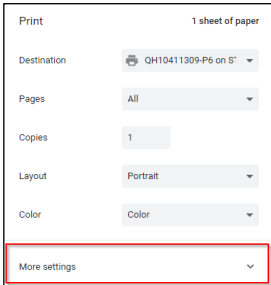 Print 1 sheet of paper
Destination QH10411309-P6 on
Pages All
Copies 1
Layout Portrait
Color Color
More settings